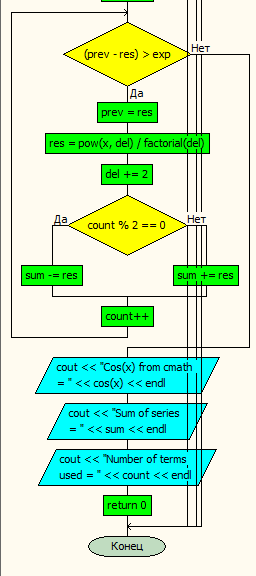 (prev - res) > exp
Нет
Да
prev = res
res = pow(x, del) / factorial(del)
del += 2
Да
count % 2 == 0
Нет
sum -= res
sum += res
count++
cout << "Cos(x) from cmath
= " << cos(x) << endl
cout << "Sum of series
= " << sum << endl
cout << "Number of terms
used = " << count << endl
return 0
Конец